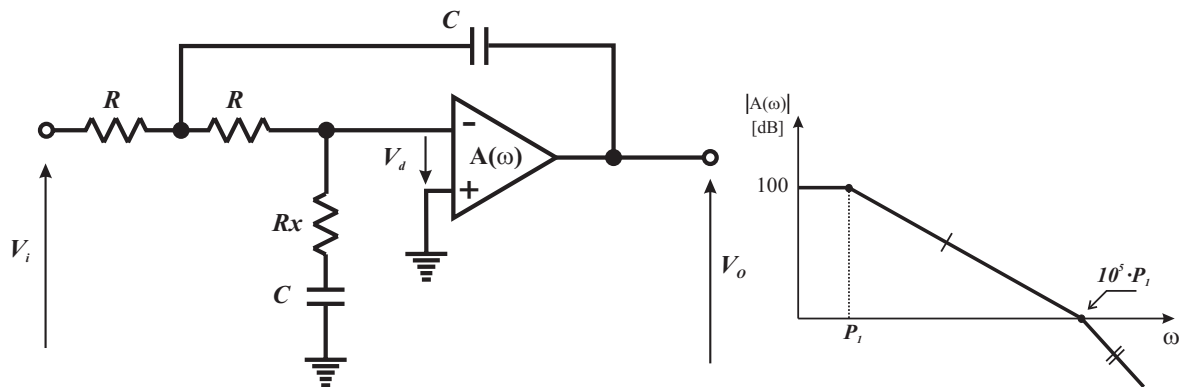 C
R
R
-
V_d
A(ω)
+
Rx
V_i
C
V_o
|A(ω)|
[dB]
100
10^5·P_1
P_1
ω